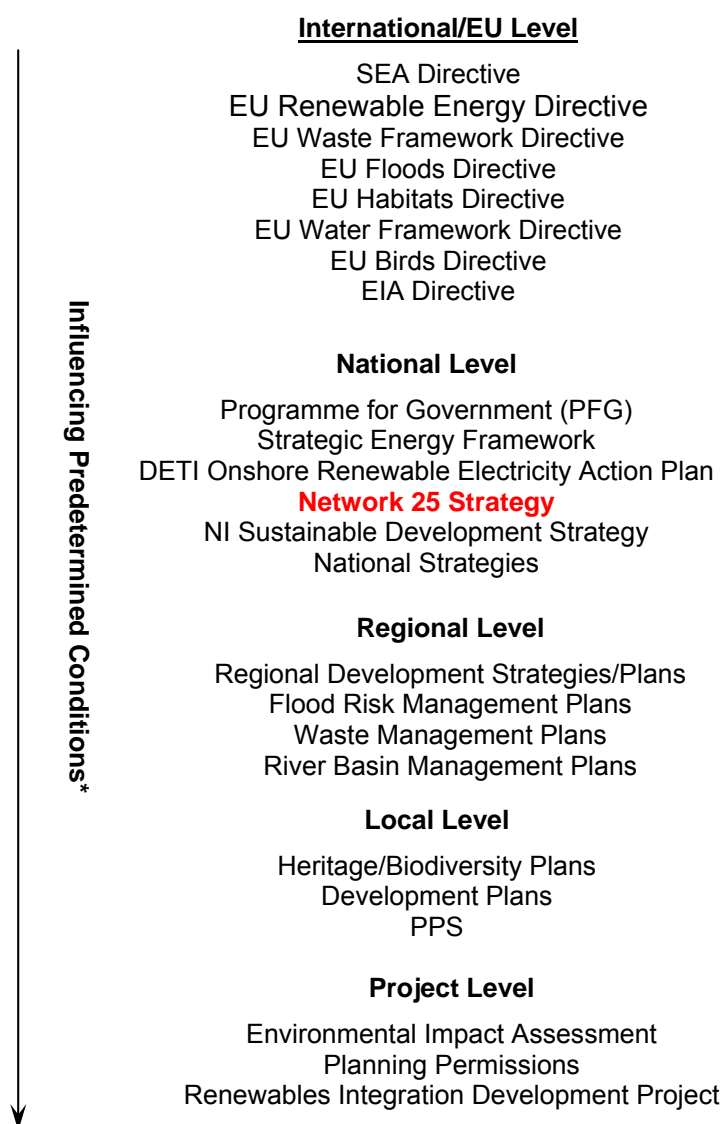 International/EU Level
SEA Directive
EU Renewable Energy Directive
EU Waste Framework Directive
EU Floods Directive
EU Habitats Directive
EU Water Framework Directive
EU Birds Directive
EIA Directive
Influencing Predetermined Conditions*
National Level
Programme for Government (PFG)
Strategic Energy Framework
DETI Onshore Renewable Electricity Action Plan
Network 25 Strategy
NI Sustainable Development Strategy
National Strategies
Regional Level
Regional Development Strategies/Plans
Flood Risk Management Plans
Waste Management Plans
River Basin Management Plans
Local Level
Heritage/Biodiversity Plans
Development Plans
PPS
Project Level
Environmental Impact Assessment
Planning Permissions
Renewables Integration Development Project